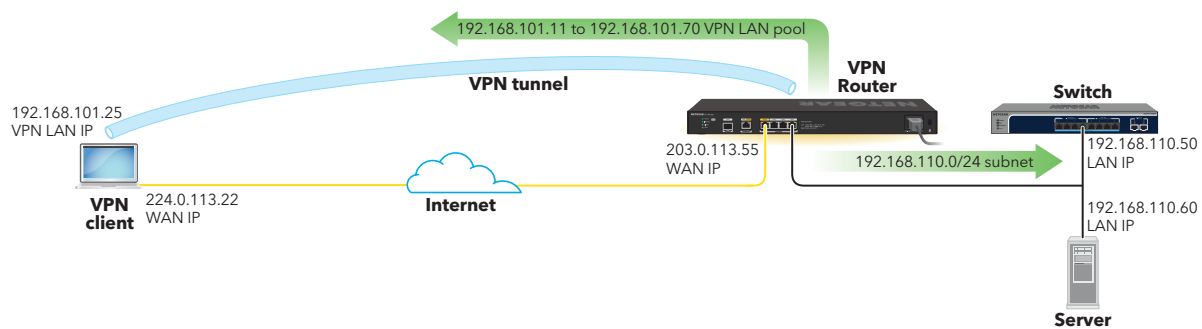 192.168.101.11 to 192.168.101.70 VPN LAN pool
VPN tunnel
VPN
Router
Switch
192.168.101.25
VPN LAN IP
NETGEAR
203.0.113.55
WAN IP
192.168.110.0/24 subnet
192.168.110.50
LAN IP
224.0.113.22
WAN IP
VPN
client
Internet
192.168.110.60
LAN IP
Server